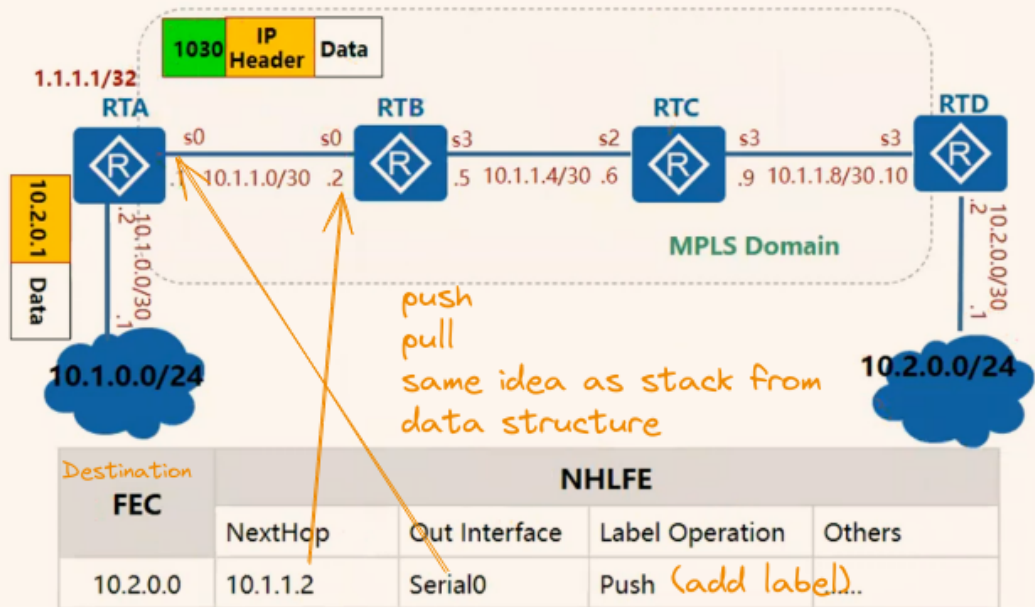 1030 IP Header Data
1.1.1.1/32
RTA RTB RTC RTD
s0 s0 s3 s2 s3 s3
.1 10.1.1.0/30 .2 .5 10.1.1.4/30 .6 .9 10.1.1.8/30 .10
R R R R
10.2.0.1 Data
.2 10.1.0.0/30 .1
MPLS Domain
.2 10.2.0.0/30 .1
push
pull
same idea as stack from
data structure
10.1.0.0/24
10.2.0.0/24
Destination
FEC NHLFE
NextHop Out Interface Label Operation Others
10.2.0.0 10.1.1.2 Serial0 Push (add label) ......